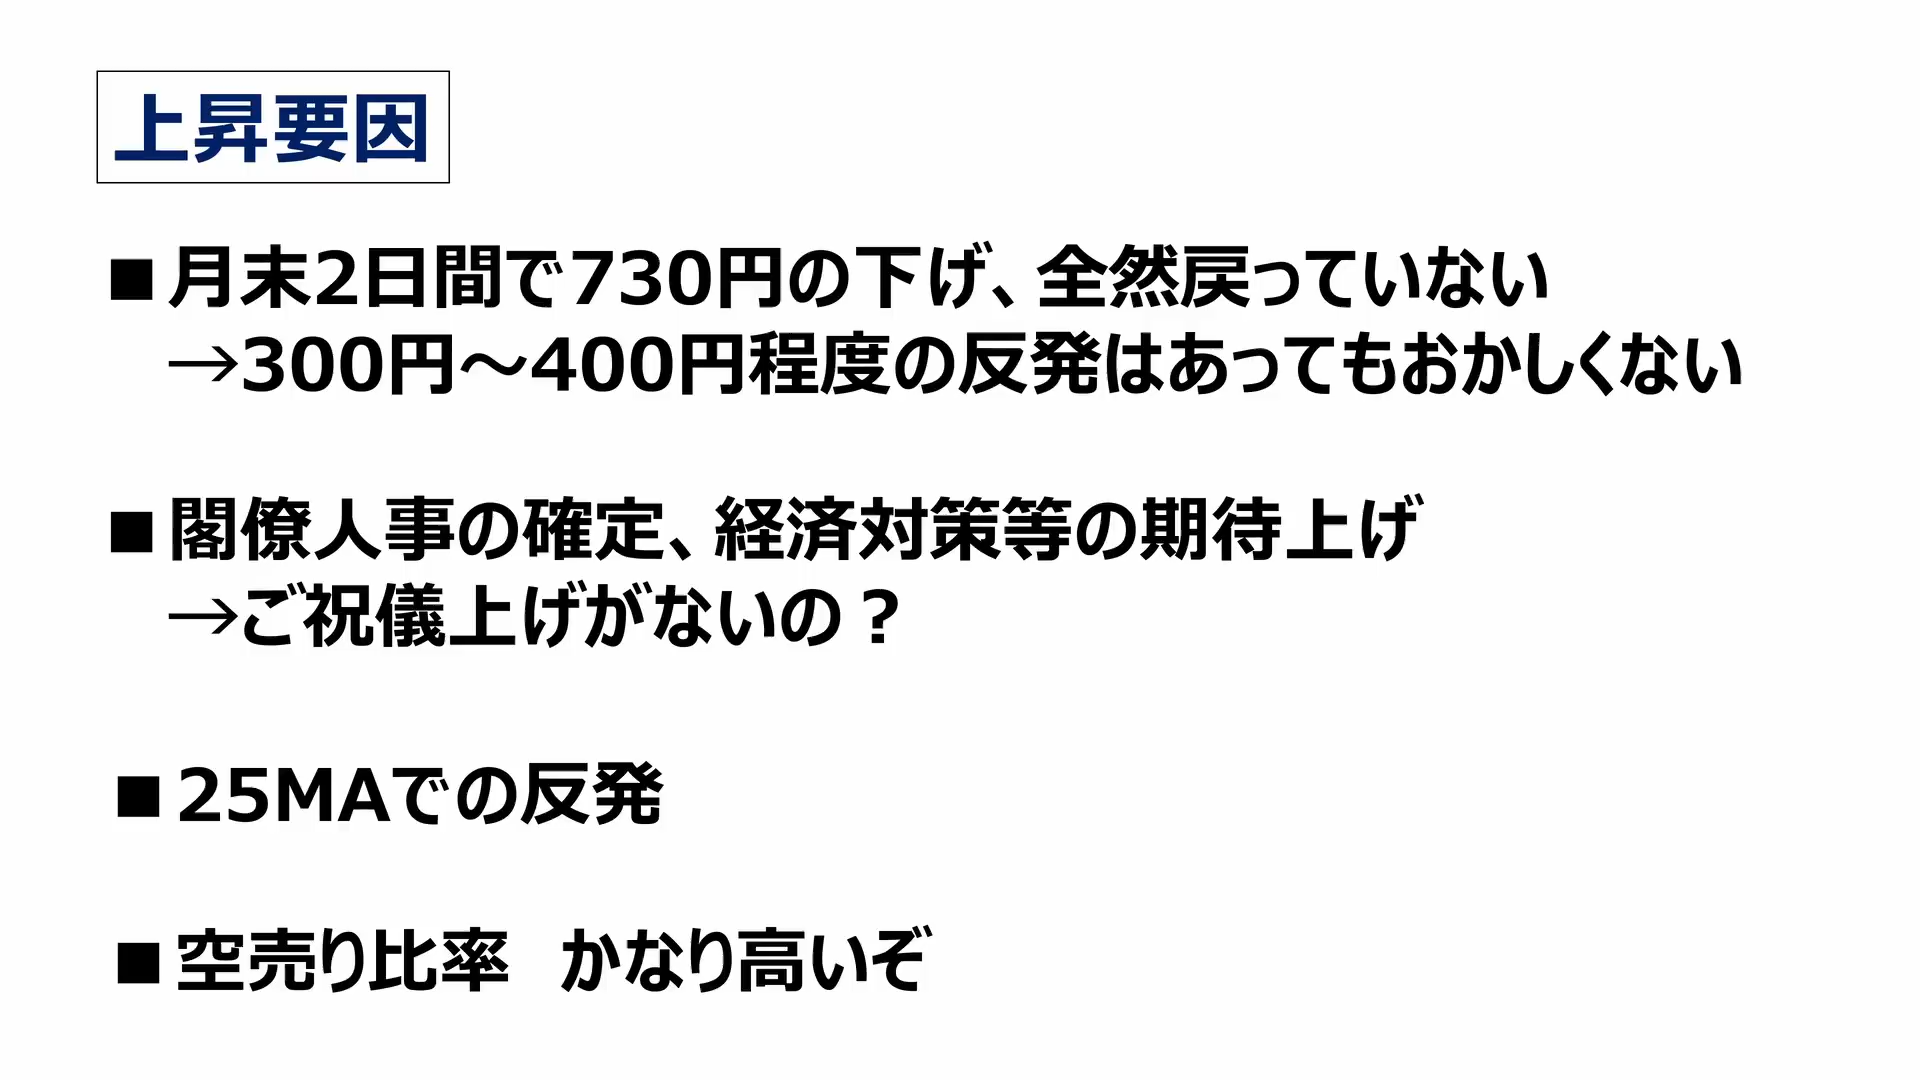 上昇要因
■月末2日間で730円の下げ、全然戻っていない
→300円～400円程度の反発はあってもおかしくない
■閣僚人事の確定、経済対策等の期待上げ
→ご祝儀上げがないの？
■25MAでの反発
■空売り比率　かなり高いぞ